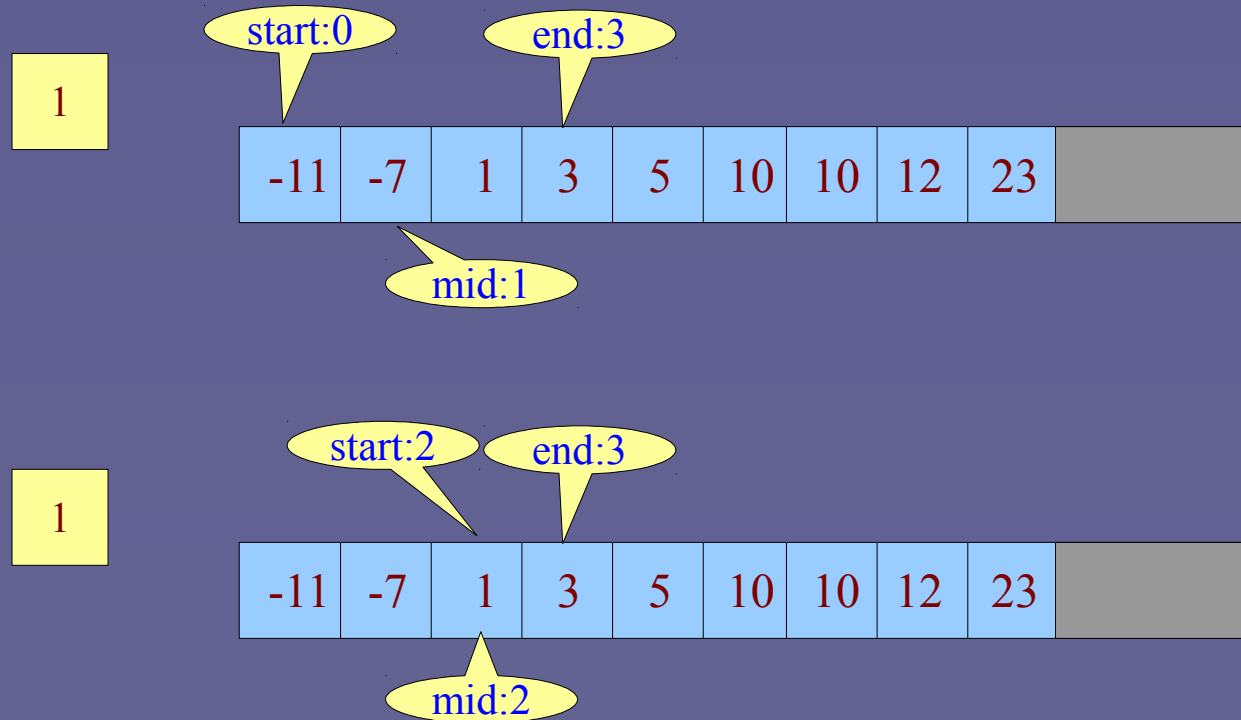 start:0 end:3
1
-11 -7 1 3 5 10 10 12 23
mid:1
start:2 end:3
1
-11 -7 1 3 5 10 10 12 23
mid:2